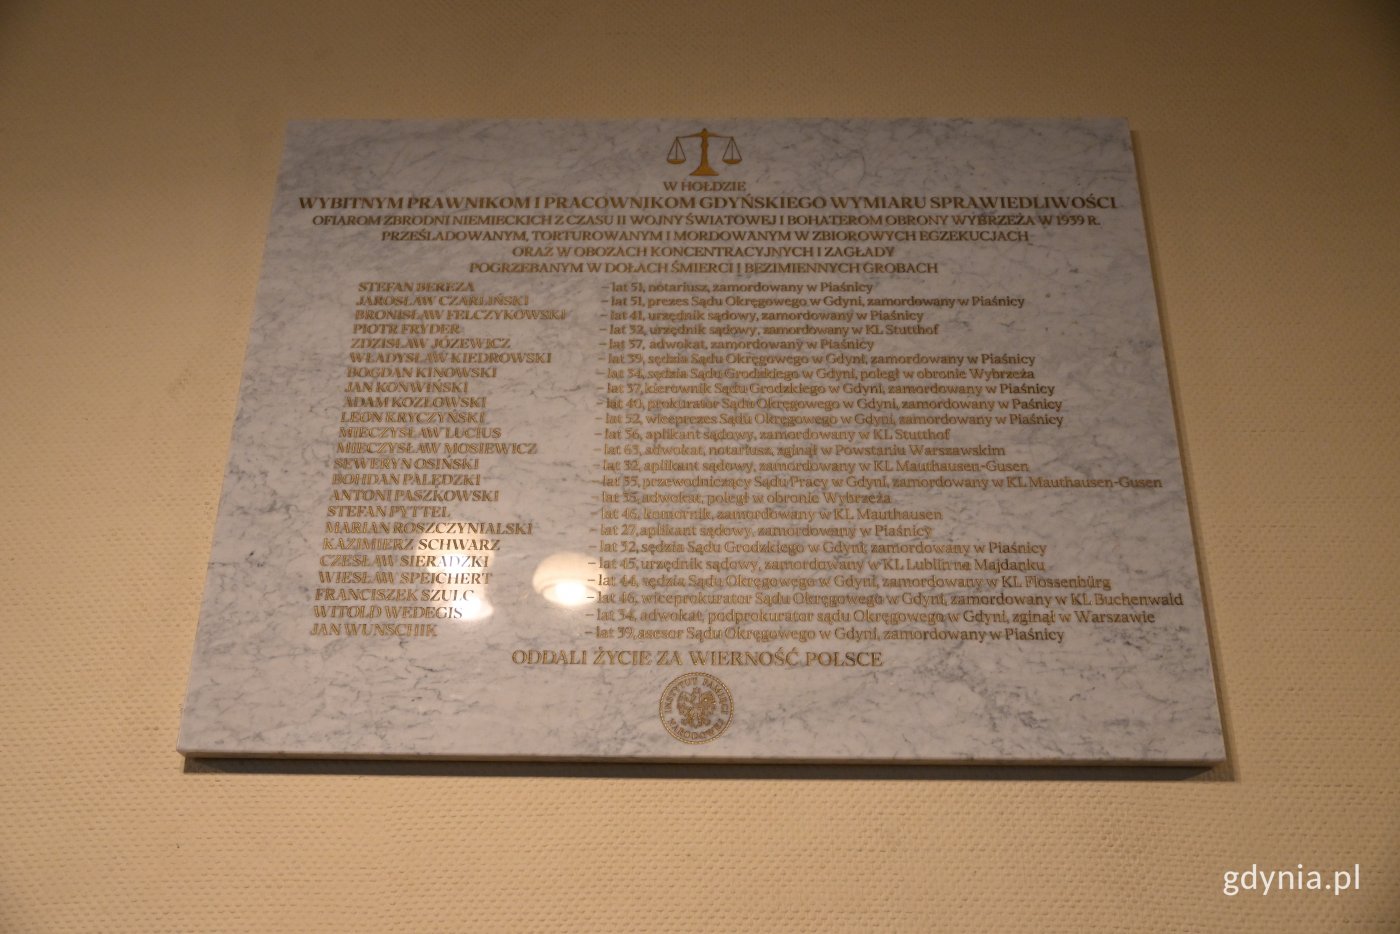 W HOŁDZIE
WYBITNYM PRAWNIKOM I PRACOWNIKOM GDYŃSKIEGO WYMIARU SPRAWIEDLIWOŚCI
OFIAROM ZBRODNI NIEMIECKICH Z CZASU II WOJNY ŚWIATOWEJ I BOHATEROM OBRONY WYBRZEŻA W 1939 R.
PRZEŚLADOWANYM, TORTUROWANYM I MORDOWANYM W ZBIOROWYCH EGZEKUCJACH
ORAZ W OBOZACH KONCENTRACYJNYCH I ZAGŁADY
POGRZEBANYM W DOŁACH ŚMIERCI I BEZIMIENNYCH GROBACH
STEFAN BEREZA – lat 51, notariusz, zamordowany w Piaśnicy
JAROSŁAW CZARLIŃSKI – lat 51, prezes Sądu Okręgowego w Gdyni, zamordowany w Piaśnicy
BRONISŁAW FELCZYKOWSKI – lat 41, urzędnik sądowy, zamordowany w Piaśnicy
PIOTR FRYDER – lat 32, urzędnik sądowy, zamordowany w KL Stutthof
ZDZISŁAW JÓZEWICZ – lat 37, adwokat, zamordowany w Piaśnicy
WŁADYSŁAW KIEDROWSKI – lat 39, sędzia Sądu Okręgowego w Gdyni, zamordowany w Piaśnicy
BOGDAN KINOWSKI – lat 34, sędzia Sądu Grodzkiego w Gdyni, poległ w obronie Wybrzeża
JAN KONWIŃSKI – lat 37, kierownik Sądu Grodzkiego w Gdyni, zamordowany w Piaśnicy
ADAM KOZŁOWSKI – lat 40, prokurator Sądu Okręgowego w Gdyni, zamordowany w Paśnicy
LEON KRYCZYŃSKI – lat 52, wiceprezes Sądu Okręgowego w Gdyni, zamordowany w Piaśnicy
MIECZYSŁAW LUCIUS – lat 36, aplikant sądowy, zamordowany w KL Stutthof
MIECZYSŁAW MOSIEWICZ – lat 63, adwokat, notariusz, zginął w Powstaniu Warszawskim
SEWERYN OSIŃSKI – lat 32, aplikant sądowy, zamordowany w KL Mauthausen-Gusen
BOHDAN PALĘDZKI – lat 35, przewodniczący Sądu Pracy w Gdyni, zamordowany w KL Mauthausen-Gusen
ANTONI PASZKOWSKI – lat 35, adwokat, poległ w obronie Wybrzeża
STEFAN PYTTEL – lat 46, komornik, zamordowany w KL Mauthausen
MARIAN ROSZCZYNIALSKI – lat 27, aplikant sądowy, zamordowany w Piaśnicy
KAZIMIERZ SCHWARZ – lat 32, sędzia Sądu Grodzkiego w Gdyni, zamordowany w Piaśnicy
CZESŁAW SIERADZKI – lat 45, urzędnik sądowy, zamordowany w KL Lublin na Majdanku
WIESŁAW SPEICHERT – lat 44, sędzia Sądu Okręgowego w Gdyni, zamordowany w KL Flossenbürg
FRANCISZEK SZULC – lat 46, wiceprokurator Sądu Okręgowego w Gdyni, zamordowany w KL Buchenwald
WITOLD WEDEGIS – lat 34, adwokat, podprokurator sądu Okręgowego w Gdyni, zginął w Warszawie
JAN WUNSCHIK – lat 39, asesor Sądu Okręgowego w Gdyni, zamordowany w Piaśnicy
ODDALI ŻYCIE ZA WIERNOŚĆ POLSCE
INSTYTUT PAMIĘCI NARODOWEJ
gdynia.pl